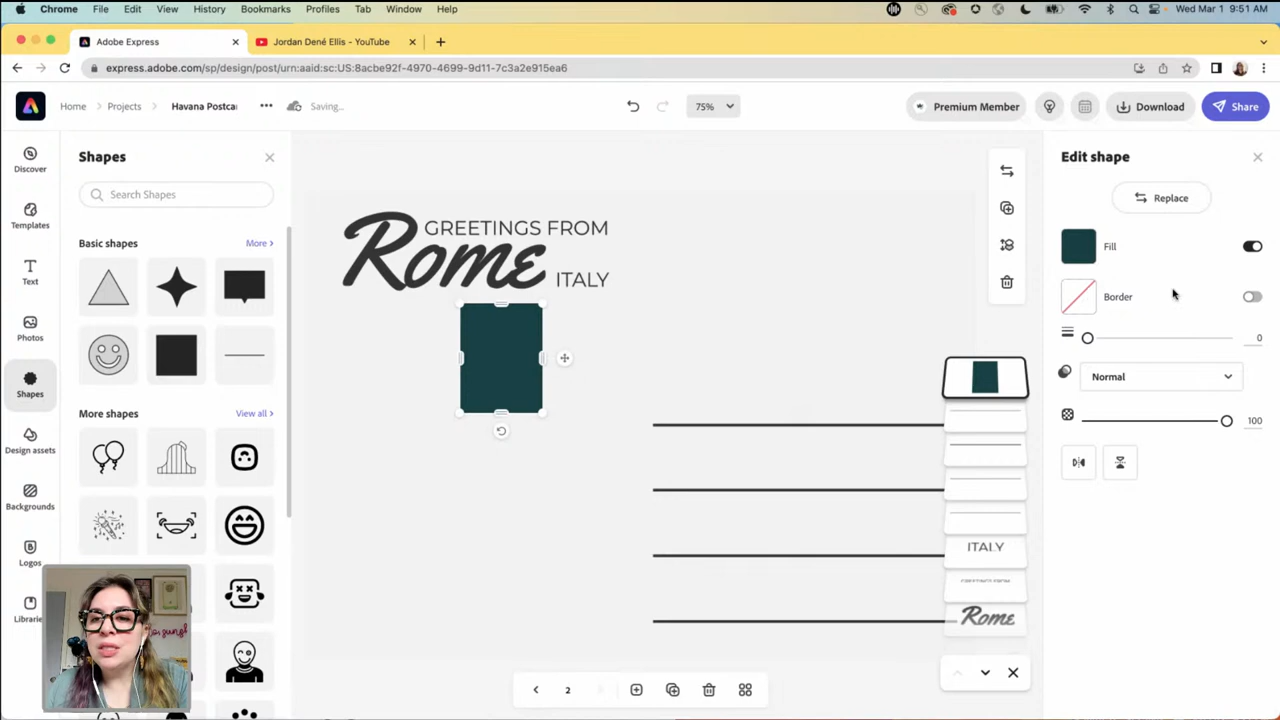 Chrome File Edit View History Bookmarks Profiles Tab Window Help Wed Mar 1 9:51 AM
Adobe Express Jordan Dené Ellis - YouTube
express.adobe.com/sp/design/post/urn:aaid:sc:US:8acbe92f-4970-4699-9d11-7c3a2e915ea6
Home Projects Havana Postca Saving... 75% Premium Member Download Share
Discover
Templates
Text
Photos
Shapes
Design assets
Backgrounds
Logos
Librarie
Shapes
Search Shapes
Basic shapes More
More shapes View all
GREETINGS FROM
Rome
ITALY
ITALY
Rome
2
Edit shape
Replace
Fill
Border
0
Normal
100